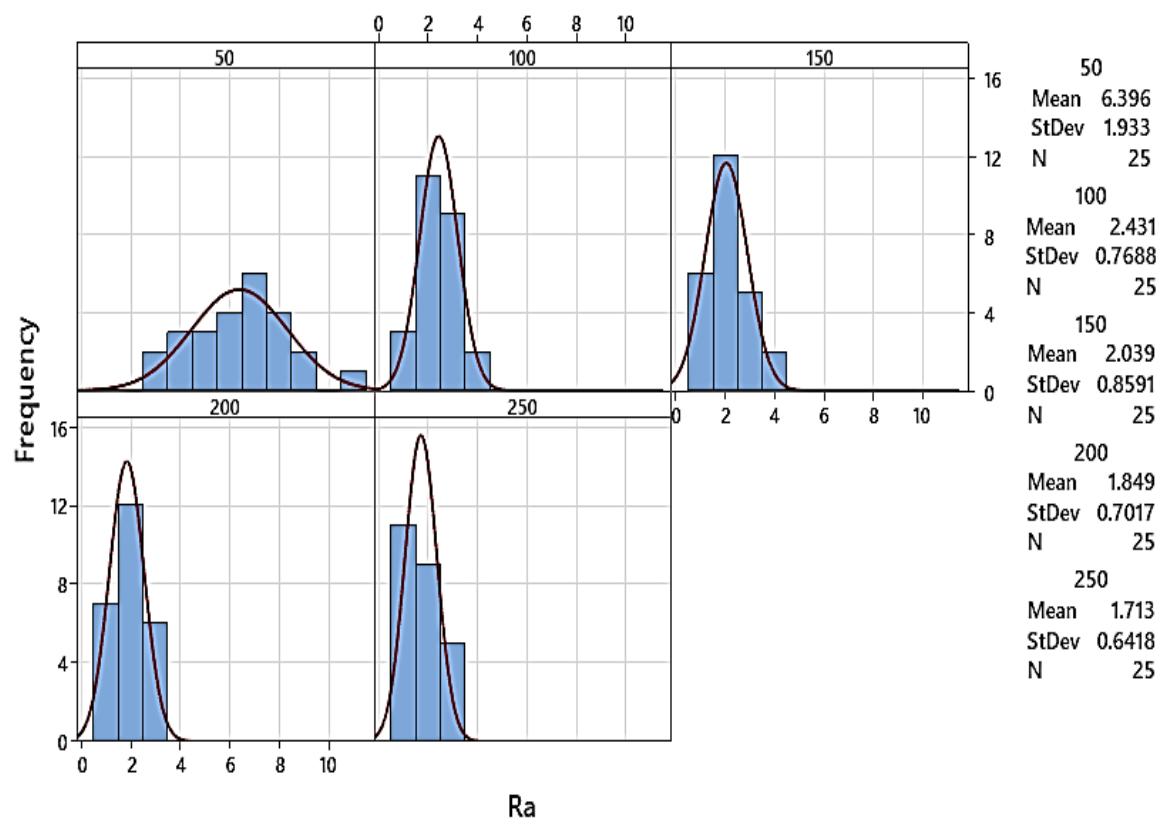 0 2 4 6 8 10
50 100 150
16
12
8
4
0
200 250
0 2 4 6 8 10
16
12
8
4
0
0 2 4 6 8 10
Frequency
Ra
50
Mean 6.396
StDev 1.933
N 25
100
Mean 2.431
StDev 0.7688
N 25
150
Mean 2.039
StDev 0.8591
N 25
200
Mean 1.849
StDev 0.7017
N 25
250
Mean 1.713
StDev 0.6418
N 25